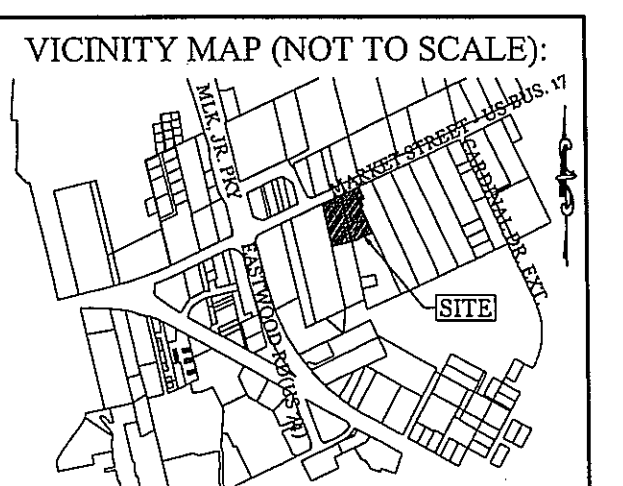 VICINITY MAP (NOT TO SCALE):
MLK, JR. PKY
MARKET STREET - US BUS. 17
CARDINAL DR. EXT.
EASTWOOD RD (US 74)
SITE